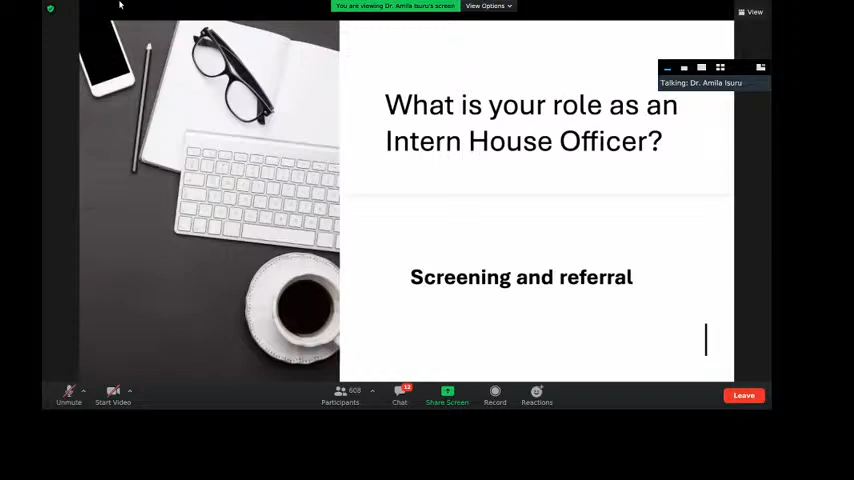 You are viewing Dr. Amila Isuru's screen
View Options
View
Talking: Dr. Amila Isuru
What is your role as an
Intern House Officer?
Screening and referral
608
12
Unmute
Start Video
Participants
Chat
Share Screen
Record
Reactions
Leave